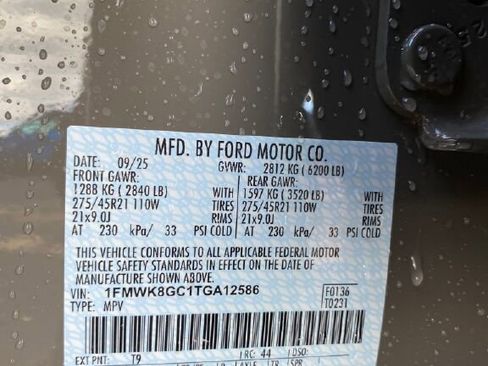 MFD. BY FORD MOTOR CO.
DATE: 09/25 GVWR: 2812 KG ( 6200 LB)
FRONT GAWR: REAR GAWR:
1288 KG ( 2840 LB) WITH 1597 KG ( 3520 LB) WITH
275/45R21 110W TIRES 275/45R21 110W TIRES
21x9.0J RIMS 21x9.0J RIMS
AT 230 kPa/ 33 PSI COLD AT 230 kPa/ 33 PSI COLD
THIS VEHICLE CONFORMS TO ALL APPLICABLE FEDERAL MOTOR
VEHICLE SAFETY STANDARDS IN EFFECT ON THE DATE OF
MANUFACTURE SHOWN ABOVE.
VIN: 1FMWK8GC1TGA12586 F0136
TYPE: MPV T0231
EXT PNT: T9 RC: 44 DSO: